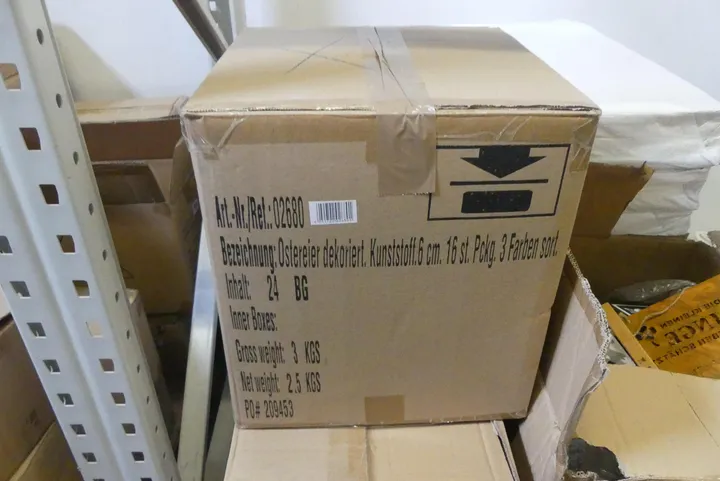 Art.-Nr./Ref.: 02680
Bezeichnung: Ostereier dekoriert. Kunststoff.6 cm. 16 st. Pckg. 3 Farben sort.
Inhalt: 24 BG
Inner Boxes:
Gross weight: 3 KGS
Net weight: 2.5 KGS
PO# 209453